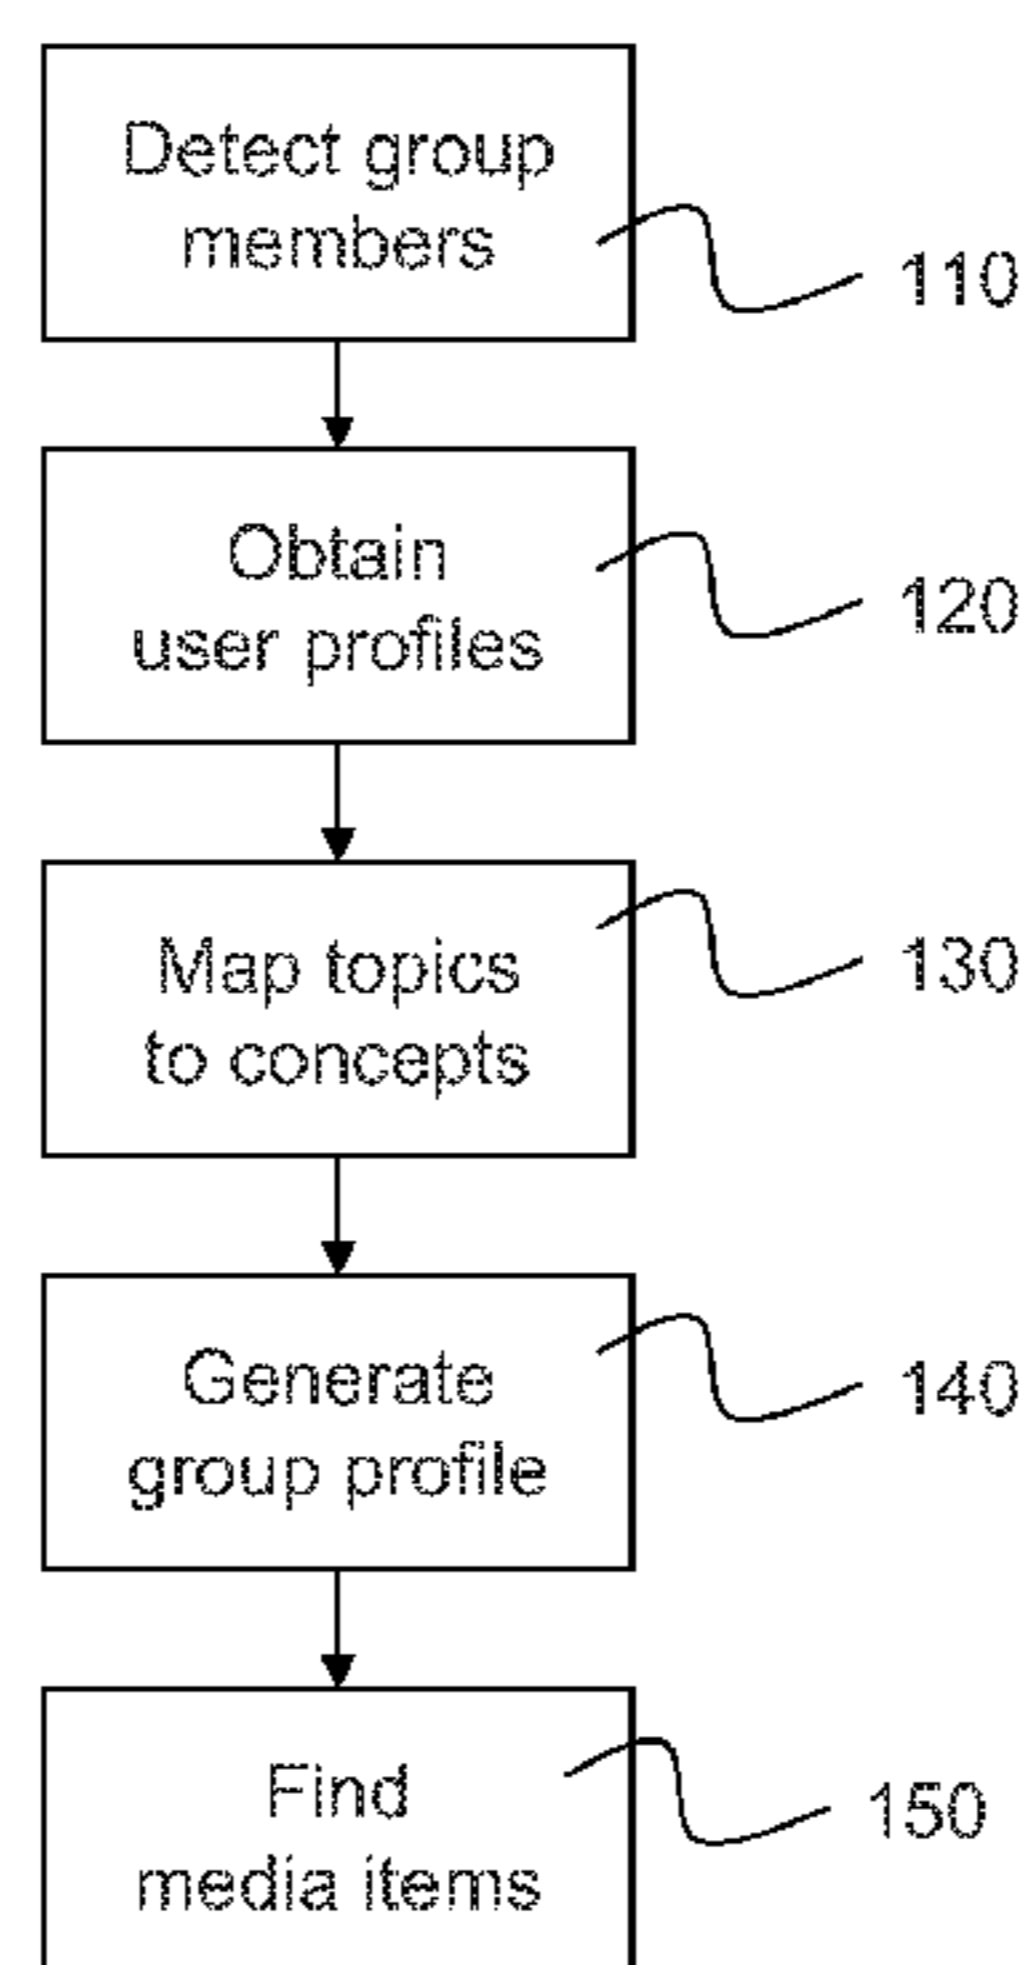 Detect group
members
110
Obtain
user profiles
120
Map topics
to concepts
130
Generate
group profile
140
Find
media items
150